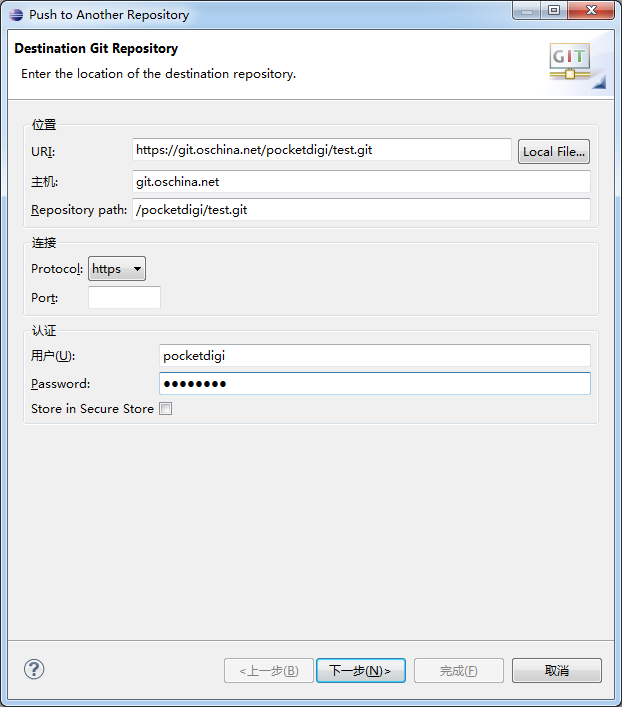 Push to Another Repository
Destination Git Repository
Enter the location of the destination repository.
GIT
位置
URI: https://git.oschina.net/pocketdigi/test.git Local File...
主机: git.oschina.net
Repository path: /pocketdigi/test.git
连接
Protocol: https
Port:
认证
用户(U): pocketdigi
Password: ●●●●●●●●
Store in Secure Store
? <上一步(B) 下一步(N)> 完成(F) 取消